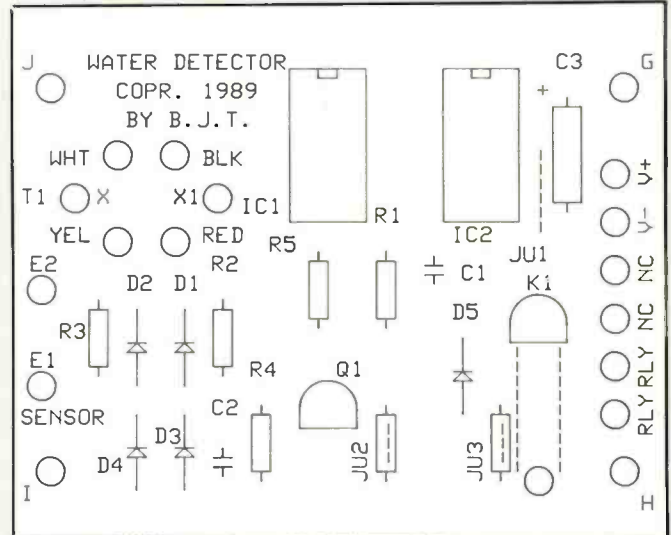 J
WATER DETECTOR
COPR. 1989
BY B.J.T.
C3
G
+
WHT
BLK
V+
T1
X
X1
IC1
R1
V-
YEL
RED
R5
IC2
E2
R2
C1
JU1
NC
D2
D1
K1
R3
D5
NC
E1
R4
Q1
RLY
SENSOR
C2
RLY
D4
D3
JU2
JU3
I
H